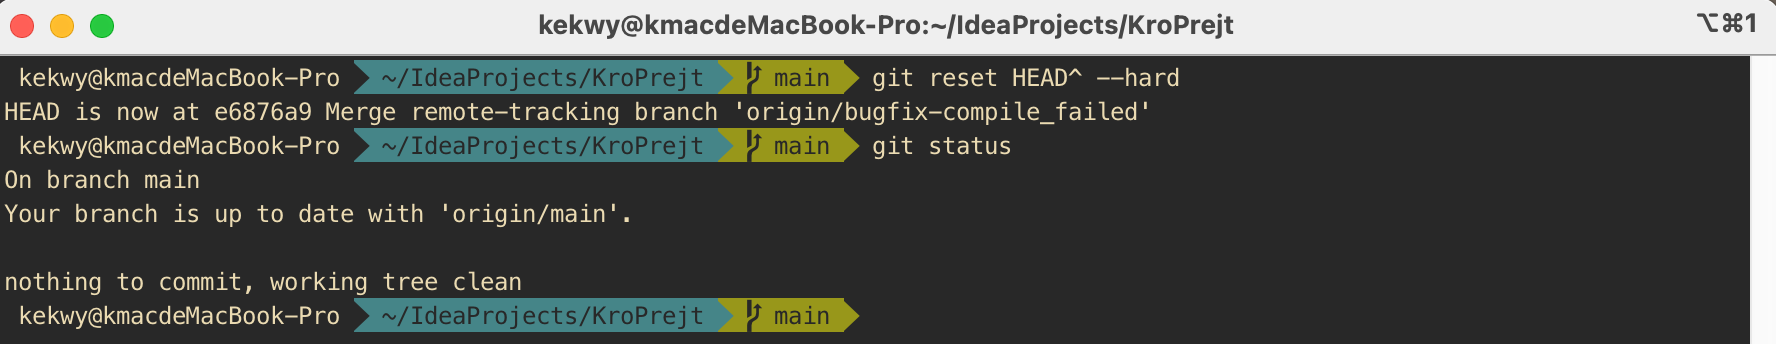 kekwy@kmacdeMacBook-Pro:~/IdeaProjects/KroPrejt ⌥⌘1
kekwy@kmacdeMacBook-Pro ~/IdeaProjects/KroPrejt main git reset HEAD^ --hard
HEAD is now at e6876a9 Merge remote-tracking branch 'origin/bugfix-compile_failed'
kekwy@kmacdeMacBook-Pro ~/IdeaProjects/KroPrejt main git status
On branch main
Your branch is up to date with 'origin/main'.
nothing to commit, working tree clean
kekwy@kmacdeMacBook-Pro ~/IdeaProjects/KroPrejt main